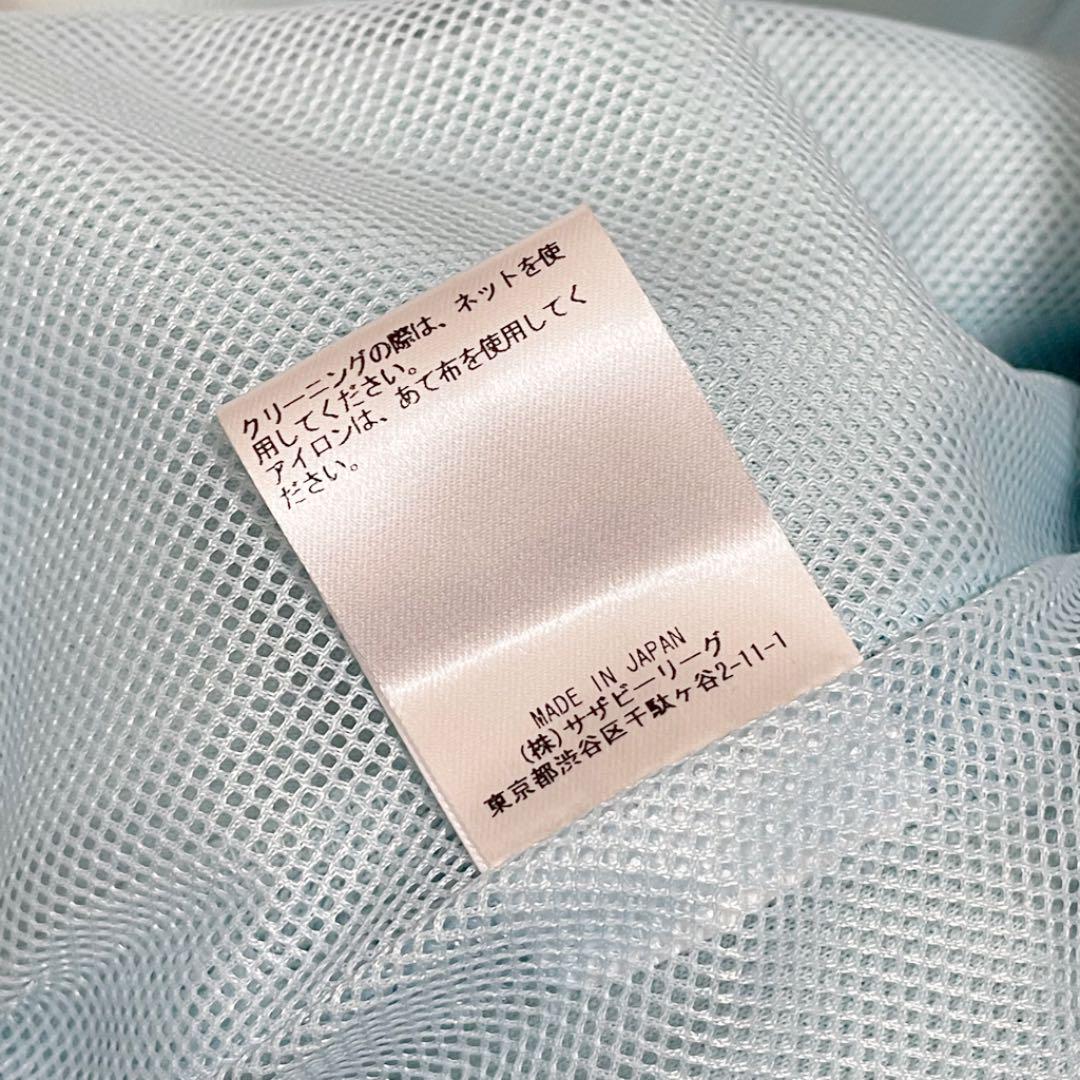 クリーニングの際は、ネットを使
用してください。
アイロンは、あて布を使用してく
ださい。
MADE IN JAPAN
(株)サザビーリーグ
東京都渋谷区千駄ヶ谷2-11-1